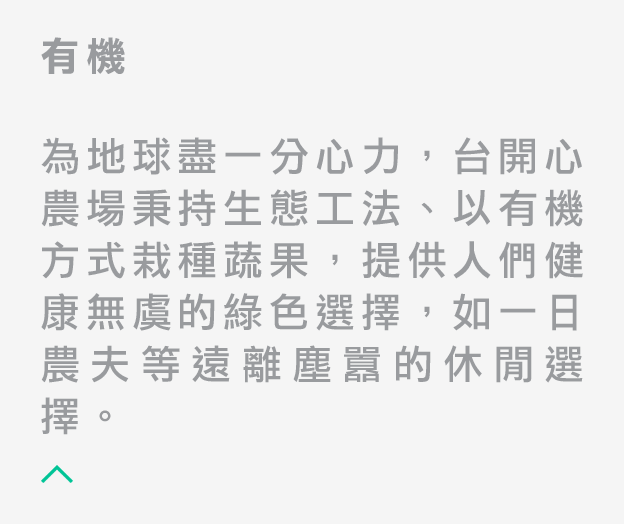 有機
為地球盡一分心力，台開心
農場秉持生態工法、以有機
方式栽種蔬果，提供人們健
康無虞的綠色選擇，如一日
農夫等遠離塵囂的休閒選
擇。